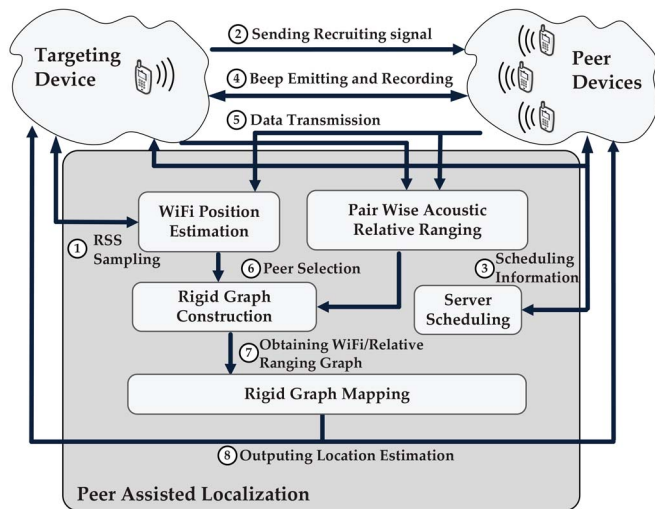 ② Sending Recruiting signal
Targeting
Device
Peer
Devices
④ Beep Emitting and Recording
⑤ Data Transmission
WiFi Position
Estimation
Pair Wise Acoustic
Relative Ranging
① RSS
Sampling
⑥ Peer Selection
③ Scheduling
Information
Rigid Graph
Construction
Server
Scheduling
⑦ Obtaining WiFi/Relative
Ranging Graph
Rigid Graph Mapping
⑧ Outputing Location Estimation
Peer Assisted Localization